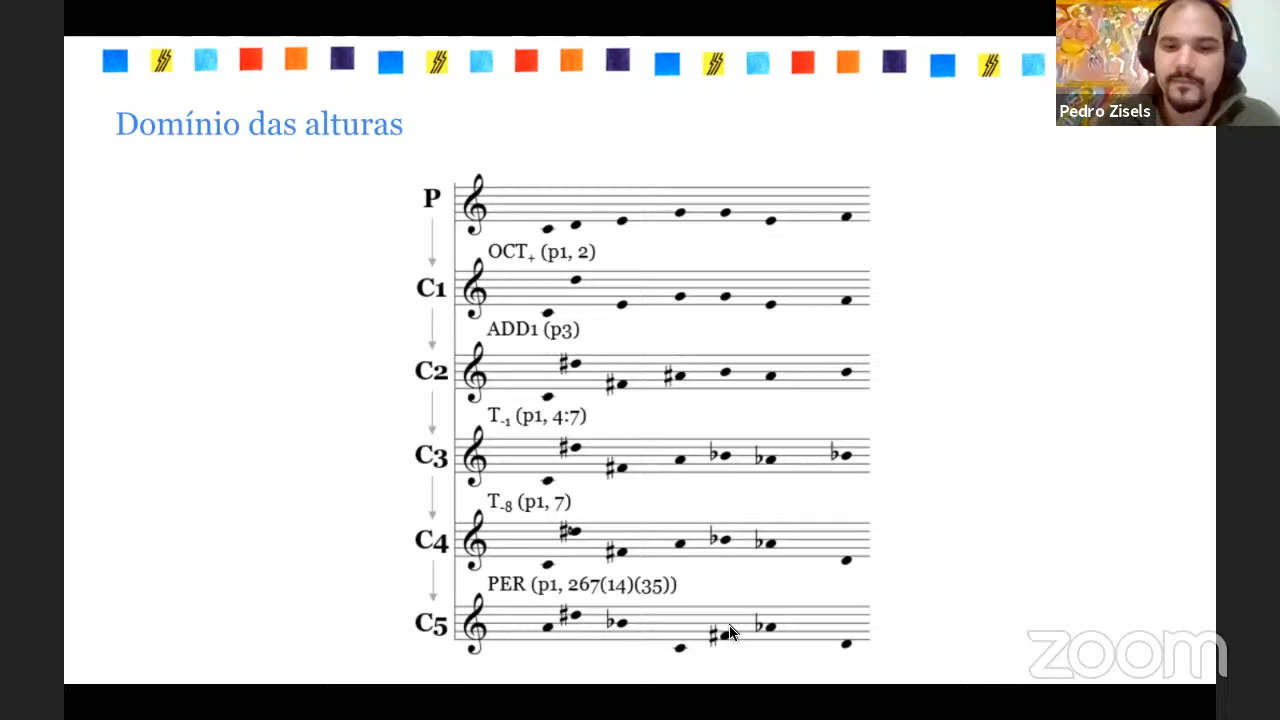 Pedro Zisels
Domínio das alturas
P
OCT+ (p1, 2)
C1
ADD1 (p3)
C2
T-1 (p1, 4:7)
C3
T-8 (p1, 7)
C4
PER (p1, 267(14)(35))
C5
zoom